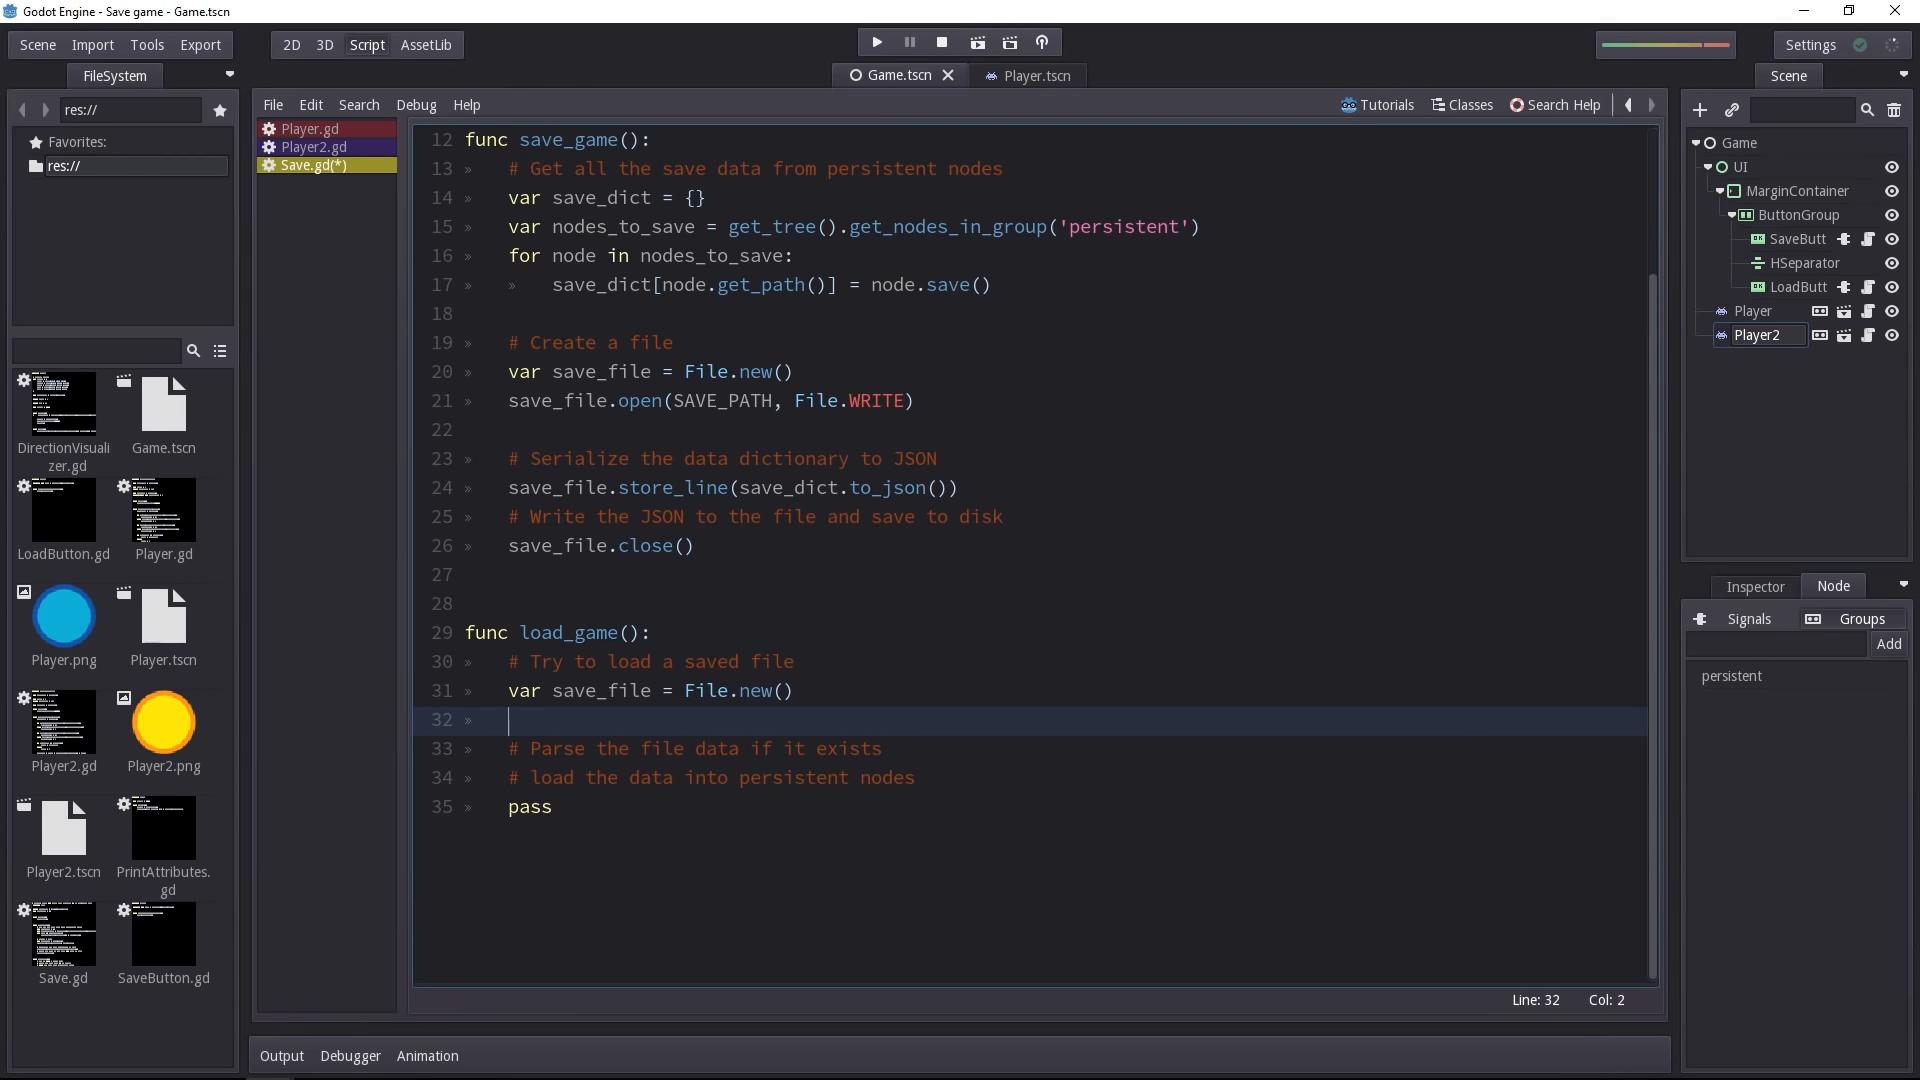 Godot Engine - Save game - Game.tscn
Scene Import Tools Export
2D 3D Script AssetLib
Settings
FileSystem
Game.tscn
Player.tscn
Scene
res://
Favorites:
res://
DirectionVisuali
zer.gd
Game.tscn
LoadButton.gd
Player.gd
Player.png
Player.tscn
Player2.gd
Player2.png
Player2.tscn
PrintAttributes.
gd
Save.gd
SaveButton.gd
File Edit Search Debug Help
Tutorials Classes Search Help
Player.gd
Player2.gd
Save.gd(*)
12 func save_game():
13 # Get all the save data from persistent nodes
14 var save_dict = {}
15 var nodes_to_save = get_tree().get_nodes_in_group('persistent')
16 for node in nodes_to_save:
17 save_dict[node.get_path()] = node.save()
18
19 # Create a file
20 var save_file = File.new()
21 save_file.open(SAVE_PATH, File.WRITE)
22
23 # Serialize the data dictionary to JSON
24 save_file.store_line(save_dict.to_json())
25 # Write the JSON to the file and save to disk
26 save_file.close()
27
28
29 func load_game():
30 # Try to load a saved file
31 var save_file = File.new()
32
33 # Parse the file data if it exists
34 # load the data into persistent nodes
35 pass
Line: 32 Col: 2
Output Debugger Animation
Game
UI
MarginContainer
ButtonGroup
SaveButt
HSeparator
LoadButt
Player
Player2
Inspector Node
Signals Groups
Add
persistent